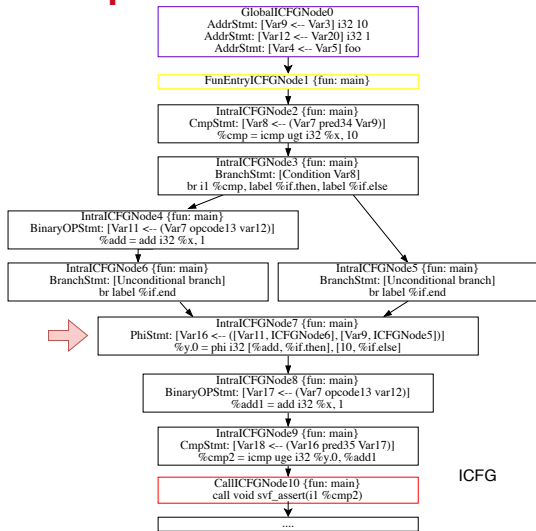 GlobalICFGNode0
AddrStmt: [Var9 <-- Var3] i32 10
AddrStmt: [Var12 <-- Var20] i32 1
AddrStmt: [Var4 <-- Var5] foo
FunEntryICFGNode1 {fun: main}
IntraICFGNode2 {fun: main}
CmpStmt: [Var8 <-- (Var7 pred34 Var9)]
%cmp = icmp ugt i32 %x, 10
IntraICFGNode3 {fun: main}
BranchStmt: [Condition Var8]
br i1 %cmp, label %if.then, label %if.else
IntraICFGNode4 {fun: main}
BinaryOPStmt: [Var11 <-- (Var7 opcode13 var12)]
%add = add i32 %x, 1
IntraICFGNode6 {fun: main}
BranchStmt: [Unconditional branch]
br label %if.end
IntraICFGNode5 {fun: main}
BranchStmt: [Unconditional branch]
br label %if.end
IntraICFGNode7 {fun: main}
PhiStmt: [Var16 <-- ([Var11, ICFGNode6], [Var9, ICFGNode5])]
%y.0 = phi i32 [%add, %if.then], [10, %if.else]
IntraICFGNode8 {fun: main}
BinaryOPStmt: [Var17 <-- (Var7 opcode13 var12)]
%add1 = add i32 %x, 1
IntraICFGNode9 {fun: main}
CmpStmt: [Var18 <-- (Var16 pred35 Var17)]
%cmp2 = icmp uge i32 %y.0, %add1
CallICFGNode10 {fun: main}
call void svf_assert(i1 %cmp2)
ICFG
....